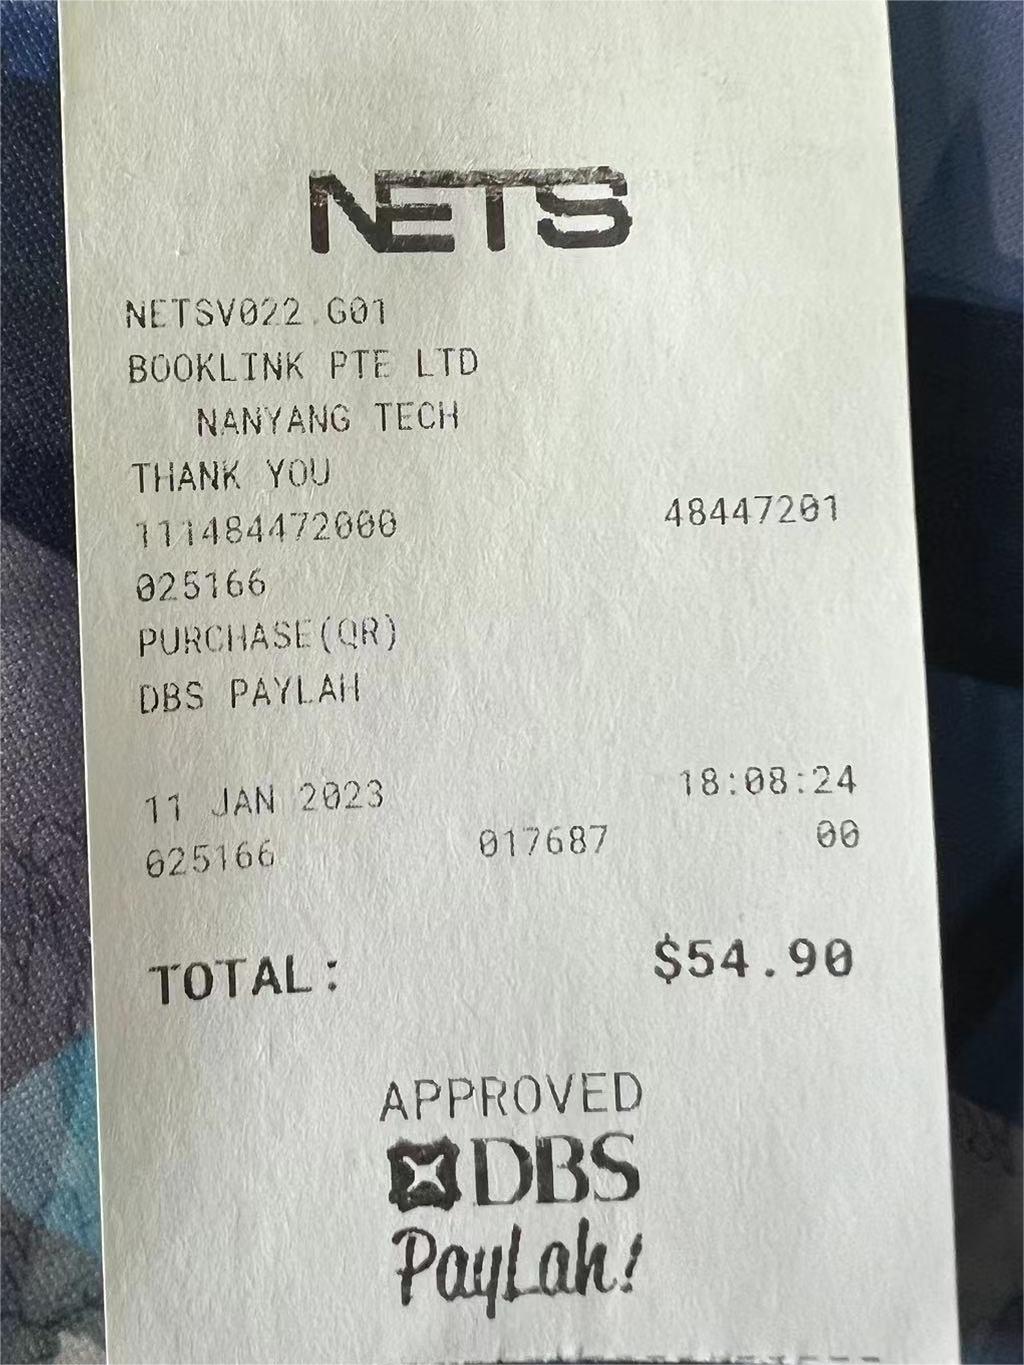 NETS
NETSV022.G01
BOOKLINK PTE LTD
NANYANG TECH
THANK YOU
111484472000 48447201
025166
PURCHASE(QR)
DBS PAYLAH
11 JAN 2023 18:08:24
025166 017687 00
TOTAL: $54.90
APPROVED
DBS
PayLah!